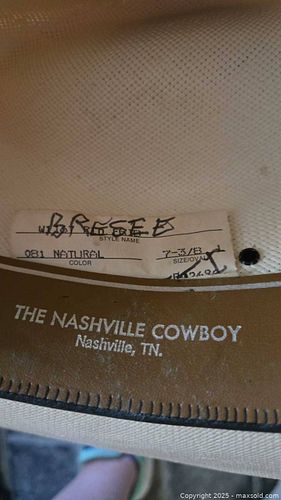 BREEE
STYLE NAME
OB1 NATURAL 7-3/8
COLOR SIZE/OVAL
THE NASHVILLE COWBOY
Nashville, TN.
Copyright 2025 - maxsold.com